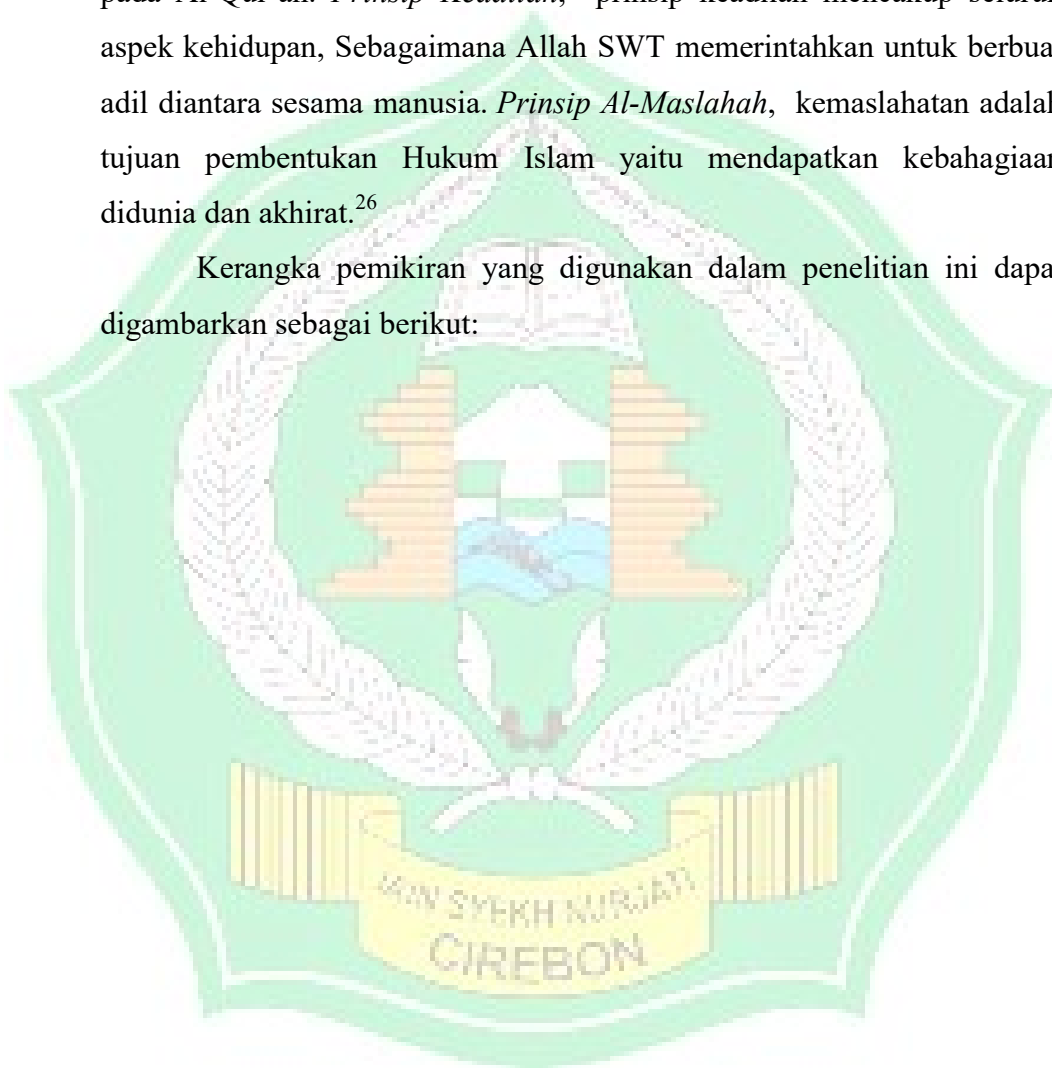 aspek kehidupan, Sebagaimana Allah SWT memerintahkan untuk berbua
adil diantara sesama manusia. Prinsip Al-Maslahah, kemaslahatan adala
tujuan pembentukan Hukum Islam yaitu mendapatkan kebahagiaan
didunia dan akhirat.26
Kerangka pemikiran yang digunakan dalam penelitian ini dapa
digambarkan sebagai berikut:
IAIN SYEKH NURJATI
CIREBON